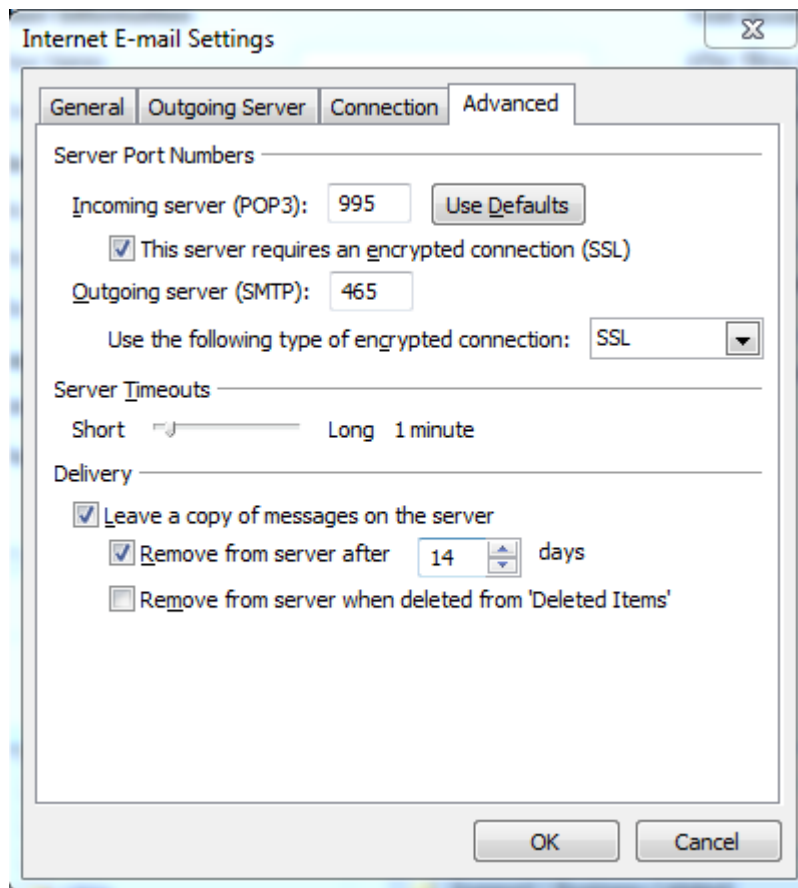 Internet E-mail Settings
General Outgoing Server Connection Advanced
Server Port Numbers
Incoming server (POP3): 995 Use Defaults
This server requires an encrypted connection (SSL)
Outgoing server (SMTP): 465
Use the following type of encrypted connection: SSL
Server Timeouts
Short Long 1 minute
Delivery
Leave a copy of messages on the server
Remove from server after 14 days
Remove from server when deleted from 'Deleted Items'
OK Cancel